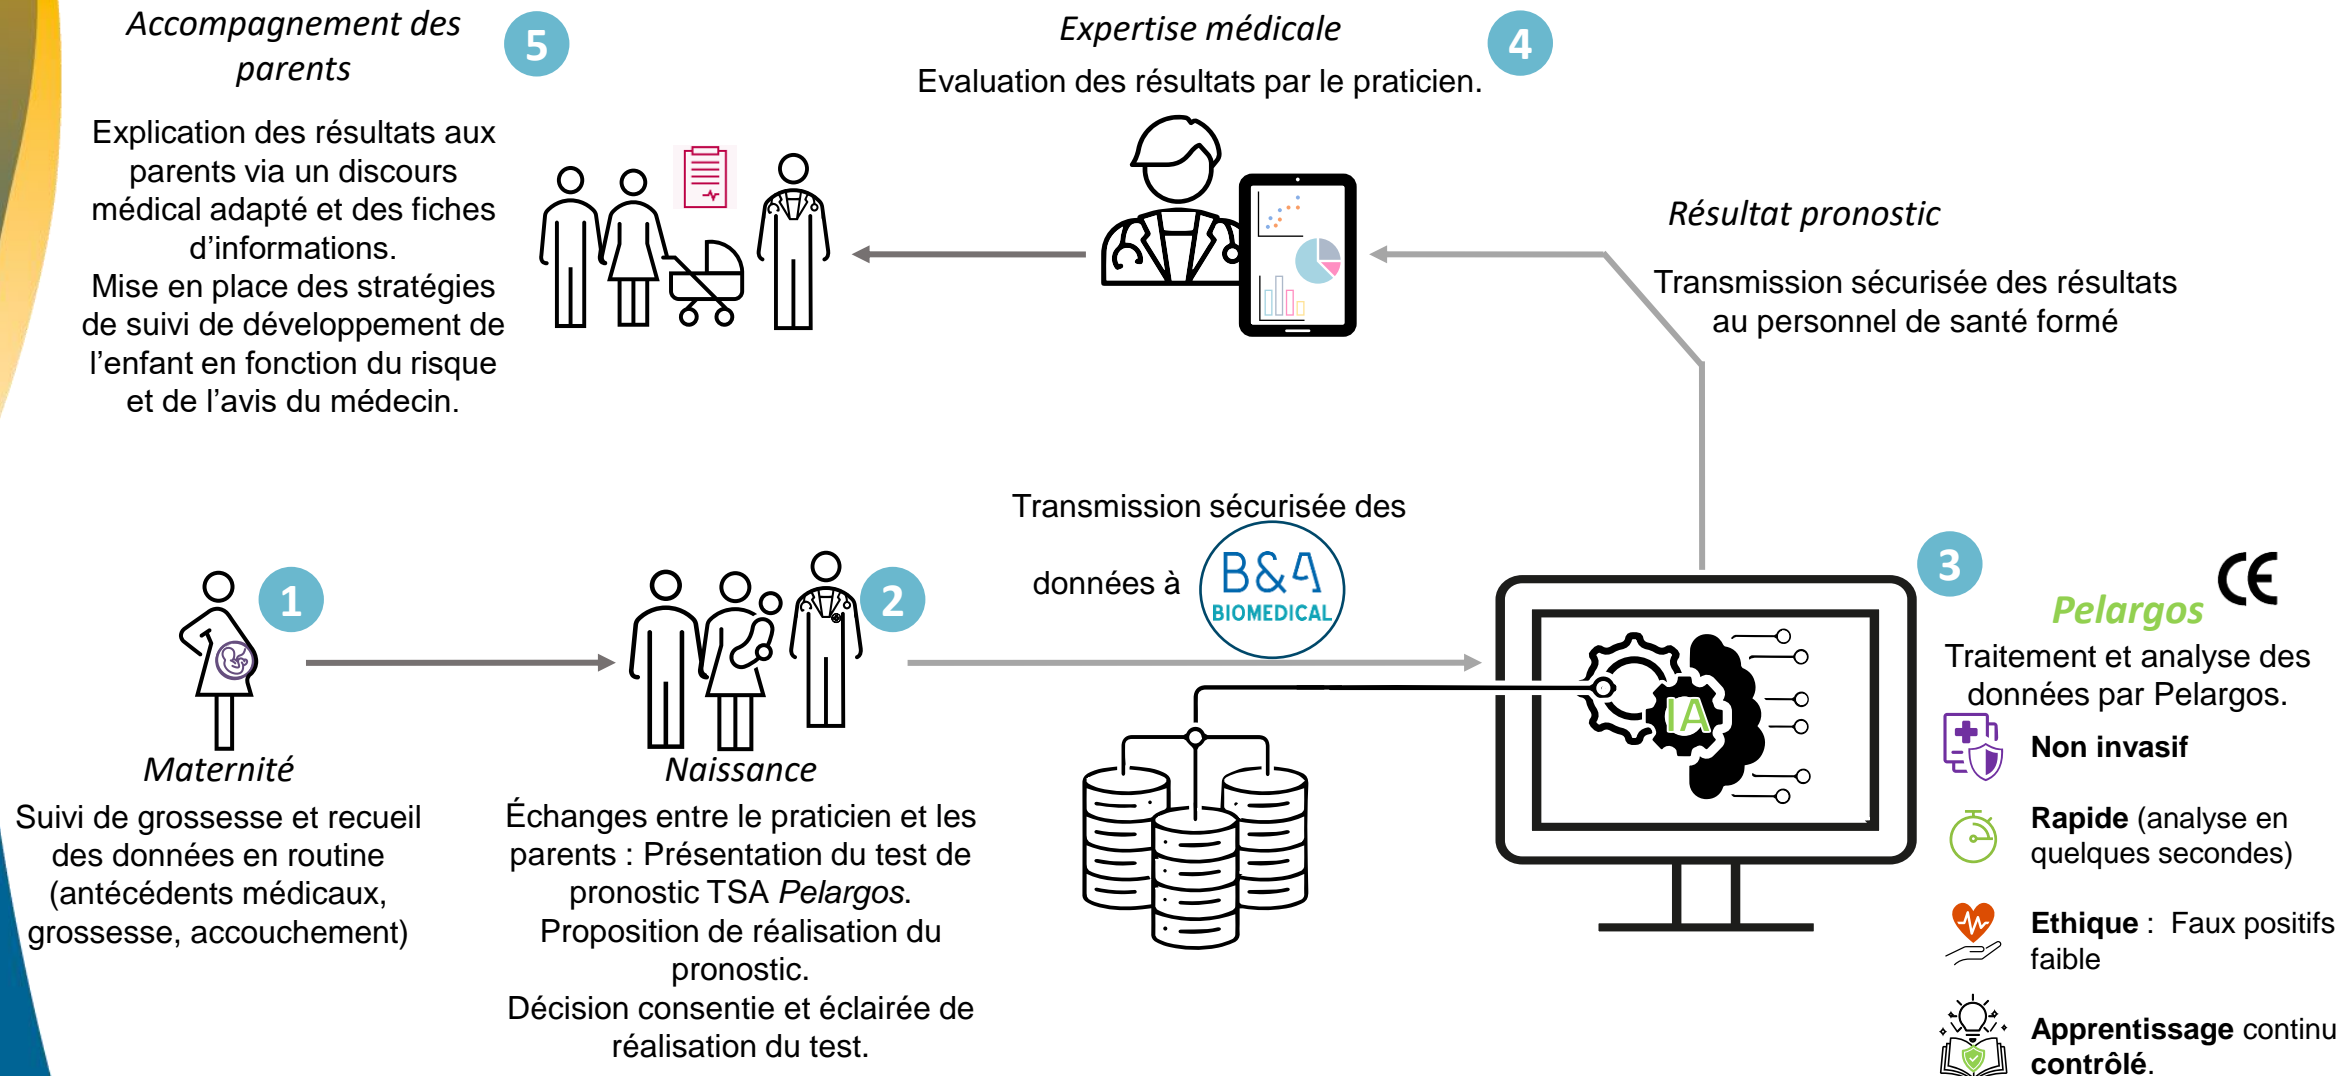 Accompagnement des
parents
5
Explication des résultats aux
parents via un discours
médical adapté et des fiches
d’informations.
Mise en place des stratégies
de suivi de développement de
l’enfant en fonction du risque
et de l’avis du médecin.
Expertise médicale
4
Evaluation des résultats par le praticien.
Résultat pronostic
Transmission sécurisée des résultats
au personnel de santé formé
1
Maternité
Suivi de grossesse et recueil
des données en routine
(antécédents médicaux,
grossesse, accouchement)
2
Naissance
Échanges entre le praticien et les
parents : Présentation du test de
pronostic TSA Pelargos.
Proposition de réalisation du
pronostic.
Décision consentie et éclairée de
réalisation du test.
Transmission sécurisée des
données à
B&A
BIOMEDICAL
IA
3
CE
Pelargos
Traitement et analyse des
données par Pelargos.
Non invasif
Rapide (analyse en
quelques secondes)
Ethique : Faux positifs
faible
Apprentissage continu
contrôlé.